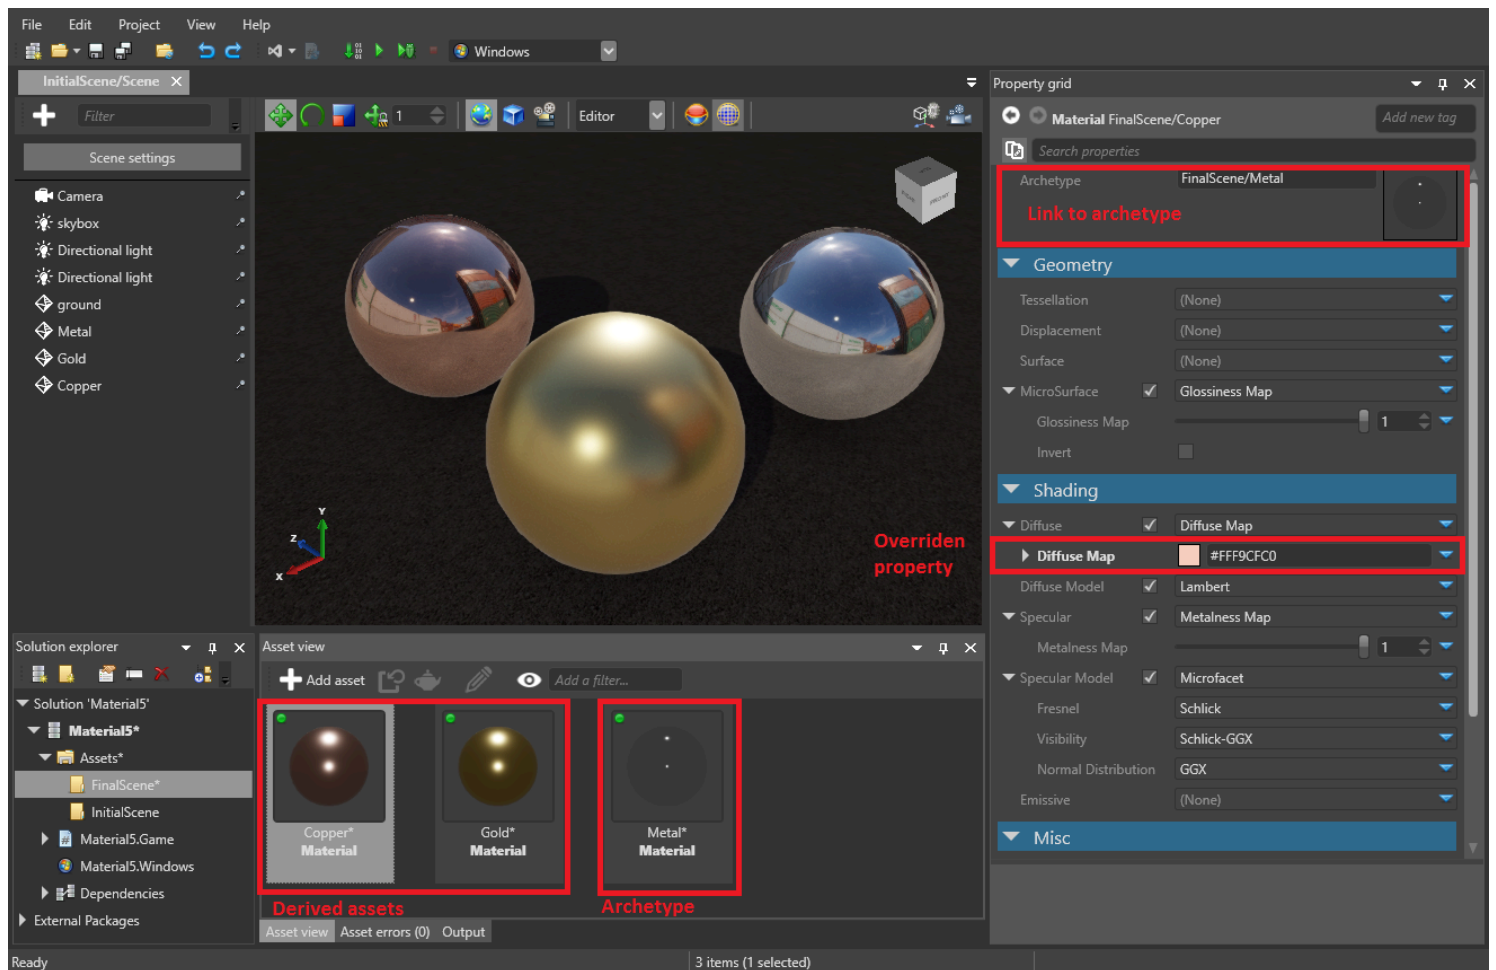 File Edit Project View Help
Windows
InitialScene/Scene
Filter
Scene settings
Camera
skybox
Directional light
Directional light
ground
Metal
Gold
Copper
1
Editor
Y
Z
X
Overriden
property
Property grid
Material FinalScene/Copper
Add new tag
Search properties
Archetype FinalScene/Metal
Link to archetype
Geometry
Tessellation (None)
Displacement (None)
Surface (None)
MicroSurface Glossiness Map
Glossiness Map 1
Invert
Shading
Diffuse Diffuse Map
Diffuse Map #FFF9CFC0
Diffuse Model Lambert
Specular Metalness Map
Metalness Map 1
Specular Model Microfacet
Fresnel Schlick
Visibility Schlick-GGX
Normal Distribution GGX
Emissive (None)
Misc
Solution explorer
Solution 'Material5'
Material5*
Assets*
FinalScene*
InitialScene
Material5.Game
Material5.Windows
Dependencies
External Packages
Asset view
Add asset
Add a filter...
Copper*
Material
Gold*
Material
Metal*
Material
Derived assets
Archetype
Asset view Asset errors (0) Output
Ready
3 items (1 selected)